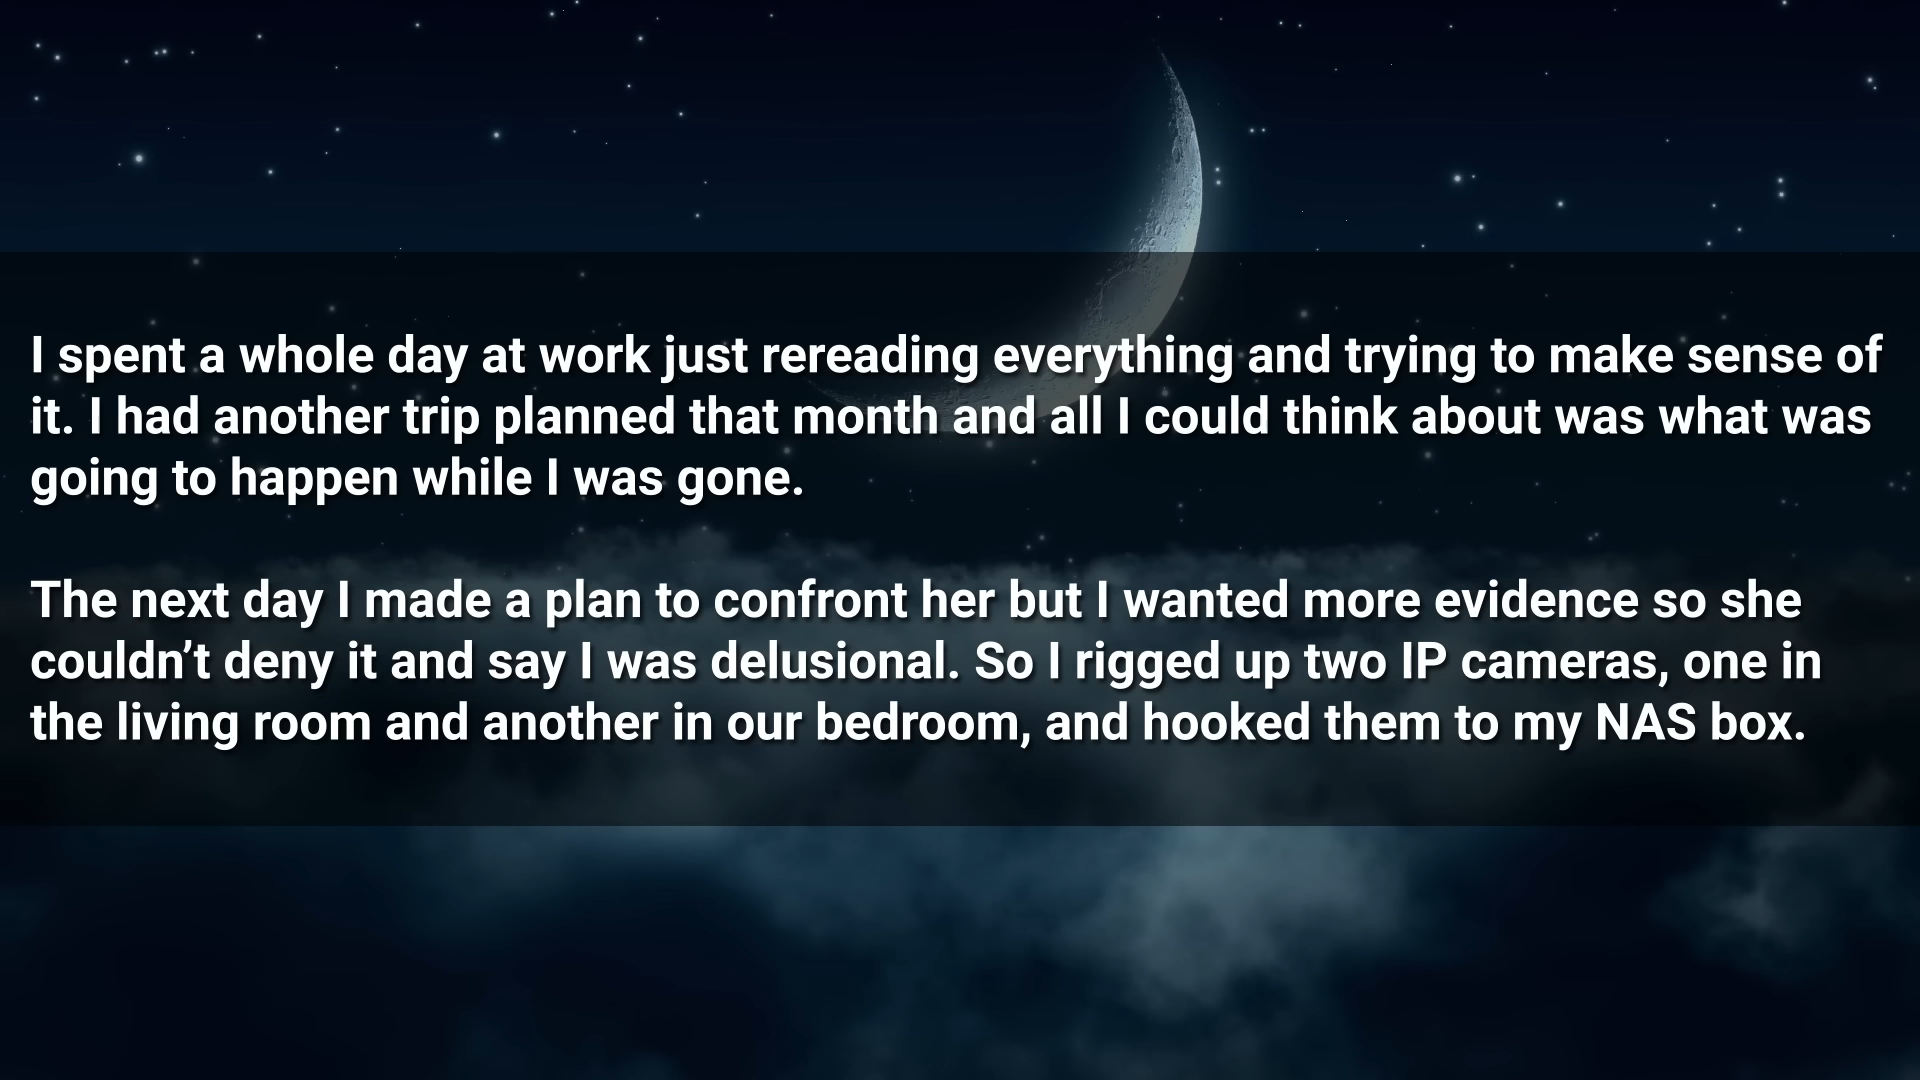 I spent a whole day at work just rereading everything and trying to make sense of
it. I had another trip planned that month and all I could think about was what was
going to happen while I was gone.
The next day I made a plan to confront her but I wanted more evidence so she
couldn’t deny it and say I was delusional. So I rigged up two IP cameras, one in
the living room and another in our bedroom, and hooked them to my NAS box.